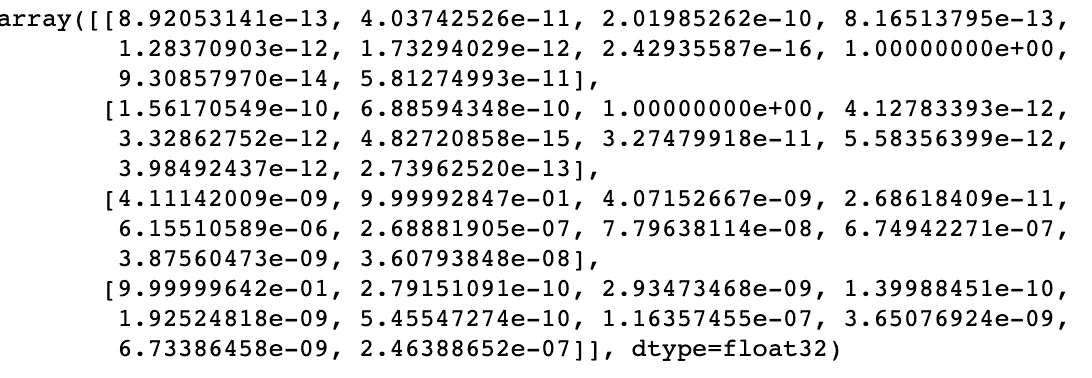 array([[8.92053141e-13, 4.03742526e-11, 2.01985262e-10, 8.16513795e-13,
1.28370903e-12, 1.73294029e-12, 2.42935587e-16, 1.00000000e+00,
9.30857970e-14, 5.81274993e-11],
[1.56170549e-10, 6.88594348e-10, 1.00000000e+00, 4.12783393e-12,
3.32862752e-12, 4.82720858e-15, 3.27479918e-11, 5.58356399e-12,
3.98492437e-12, 2.73962520e-13],
[4.11142009e-09, 9.99992847e-01, 4.07152667e-09, 2.68618409e-11,
6.15510589e-06, 2.68881905e-07, 7.79638114e-08, 6.74942271e-07,
3.87560473e-09, 3.60793848e-08],
[9.99999642e-01, 2.79151091e-10, 2.93473468e-09, 1.39988451e-10,
1.92524818e-09, 5.45547274e-10, 1.16357455e-07, 3.65076924e-09,
6.73386458e-09, 2.46388652e-07]], dtype=float32)